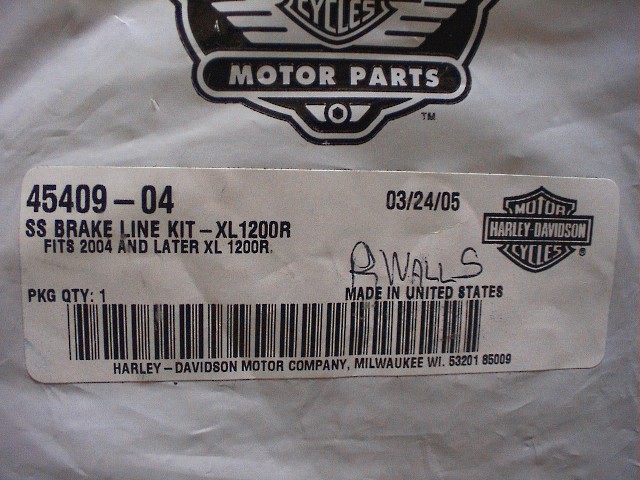 CYCLES
MOTOR PARTS
TM
45409-04
03/24/05
SS BRAKE LINE KIT-XL1200R
FITS 2004 AND LATER XL 1200R.
MOTOR
HARLEY-DAVIDSON
CYCLES
®
R WALLS
PKG QTY: 1
MADE IN UNITED STATES
HARLEY-DAVIDSON MOTOR COMPANY, MILWAUKEE WI. 53201 85009